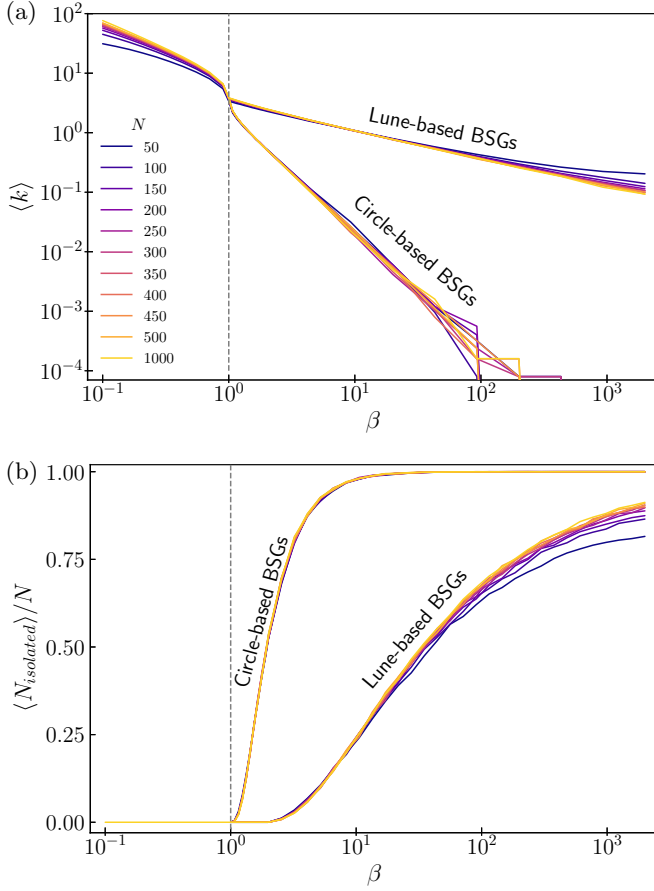 (a)
10^2
10^1
10^0
10^{-1}
10^{-2}
10^{-3}
10^{-4}
⟨k⟩
N
50
100
150
200
250
300
350
400
450
500
1000
Lune-based BSGs
Circle-based BSGs
10^{-1} 10^0 10^1 10^2 10^3
β
(b)
1.00
0.75
0.50
0.25
0.00
⟨N_{isolated}⟩/N
Circle-based BSGs
Lune-based BSGs
10^{-1} 10^0 10^1 10^2 10^3
β